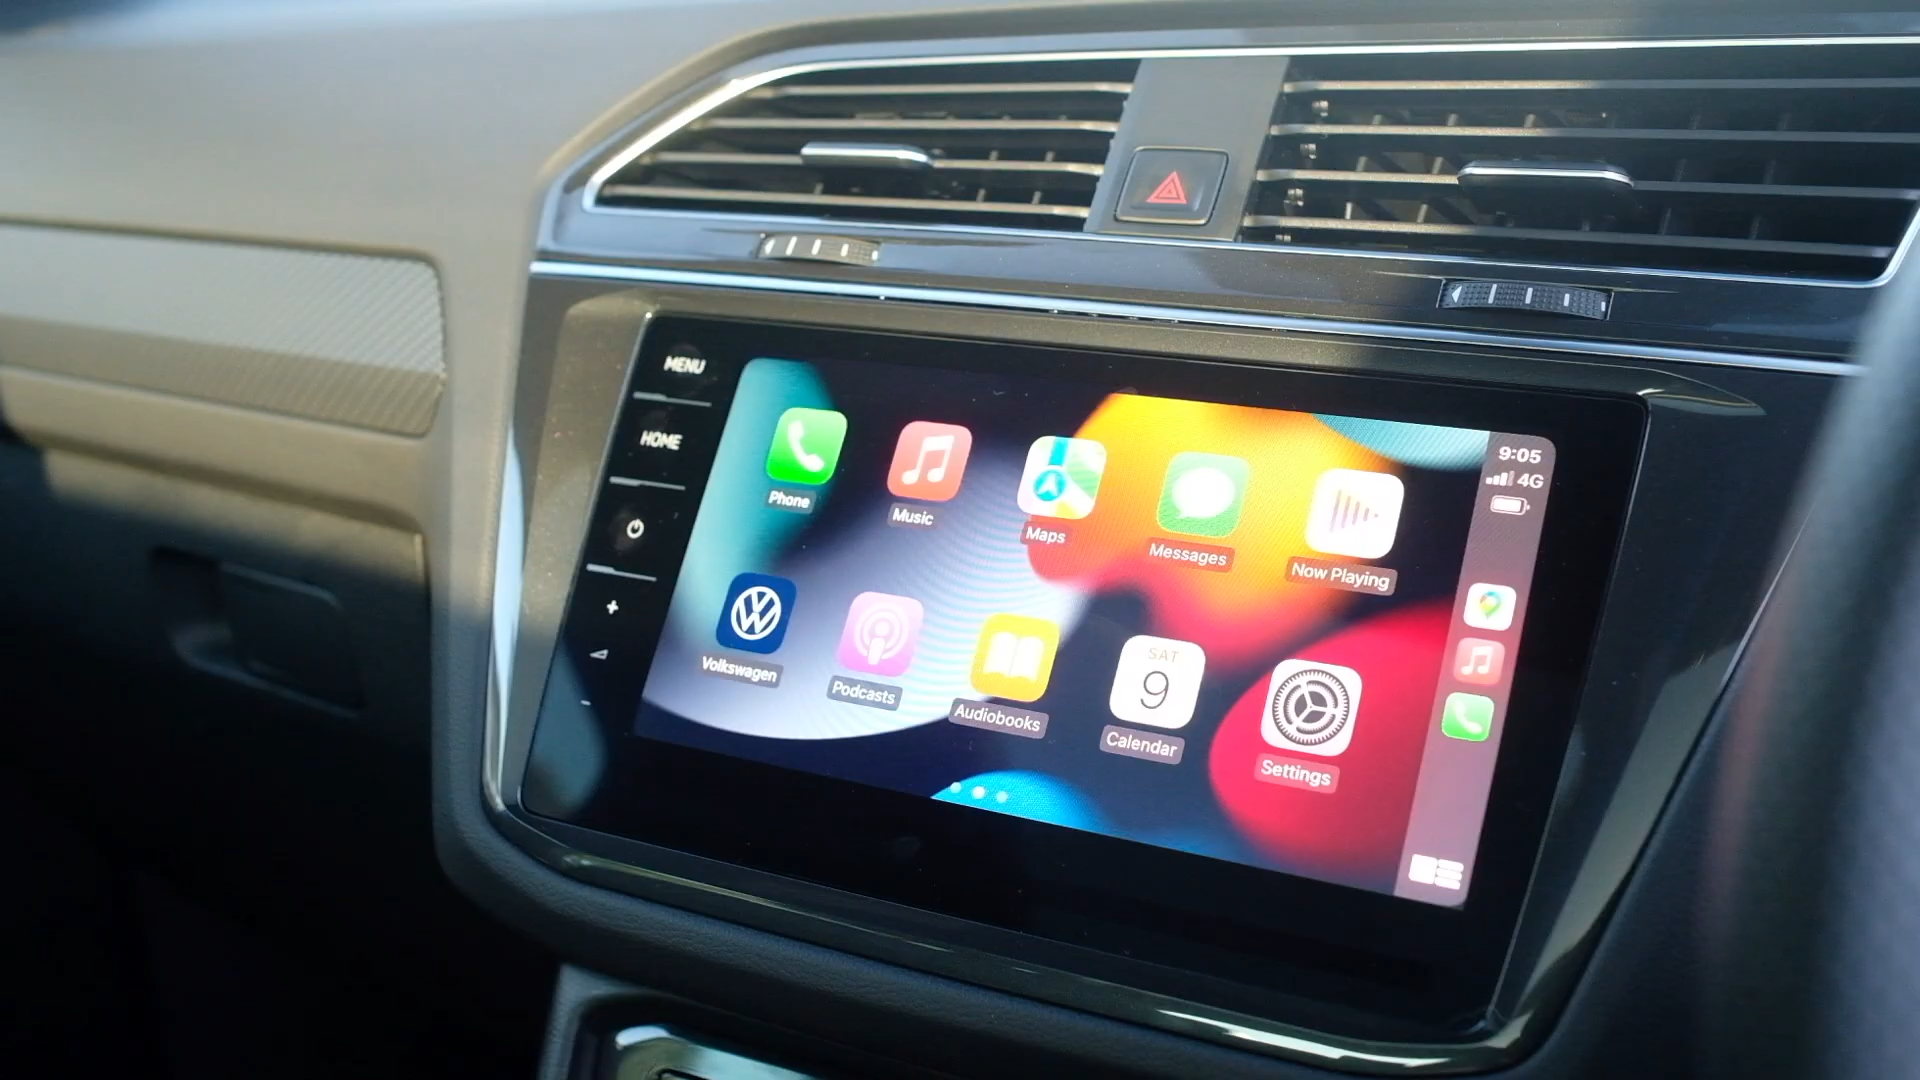 MENU
HOME
Phone
Music
Maps
Messages
Now Playing
Volkswagen
Podcasts
Audiobooks
SAT
9
Calendar
Settings
9:05
4G